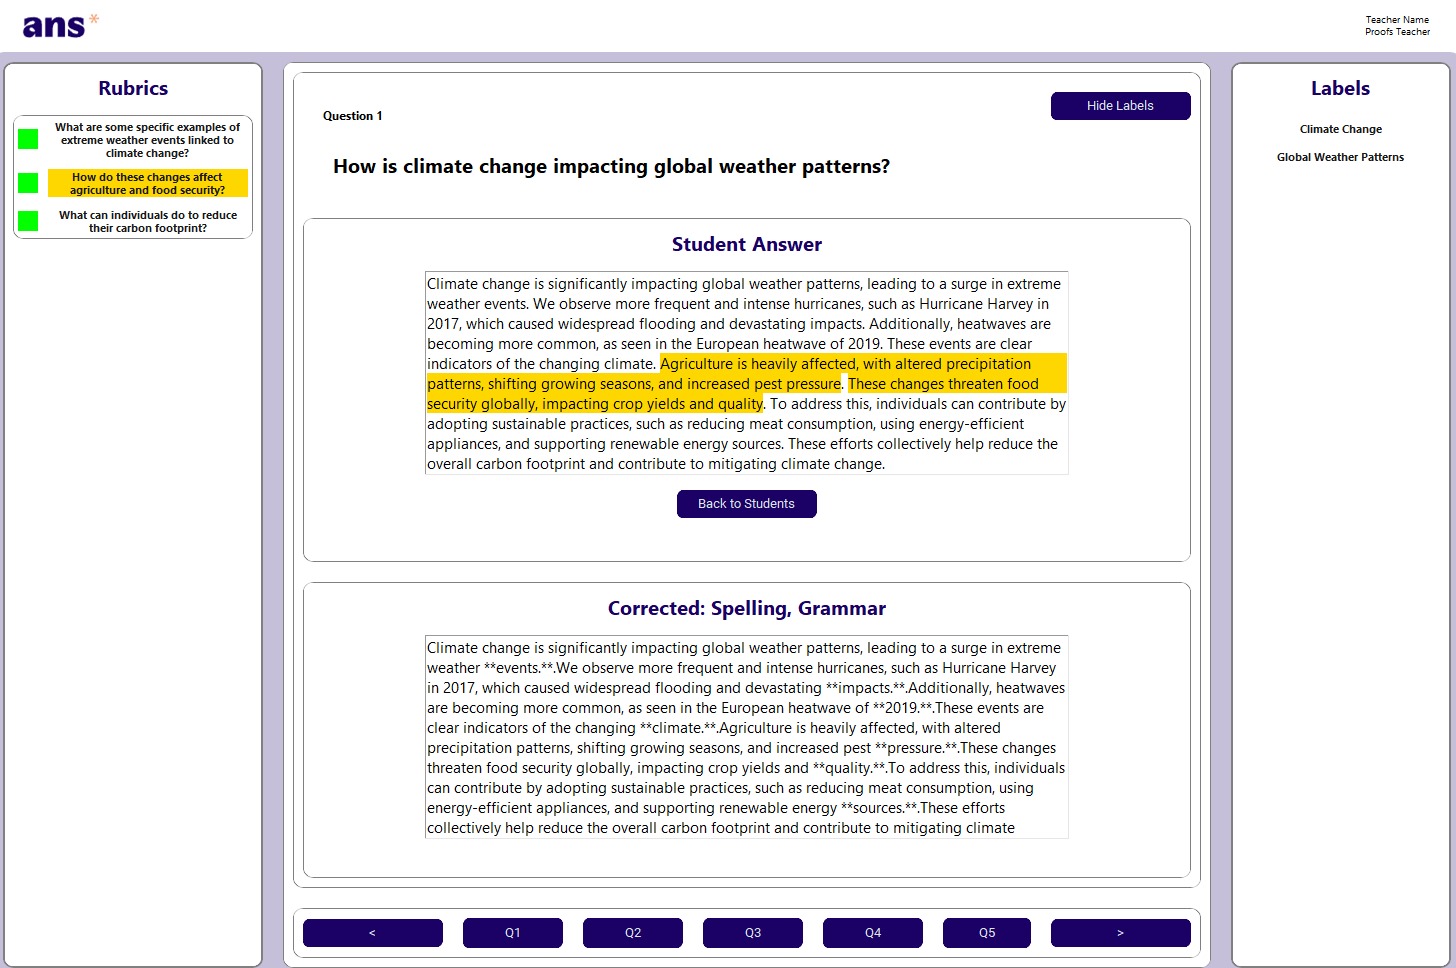 ans*
Teacher Name
Proofs Teacher
Rubrics
What are some specific examples of
extreme weather events linked to
climate change?
How do these changes affect
agriculture and food security?
What can individuals do to reduce
their carbon footprint?
Question 1
Hide Labels
How is climate change impacting global weather patterns?
Student Answer
Climate change is significantly impacting global weather patterns, leading to a surge in extreme
weather events. We observe more frequent and intense hurricanes, such as Hurricane Harvey in
2017, which caused widespread flooding and devastating impacts. Additionally, heatwaves are
becoming more common, as seen in the European heatwave of 2019. These events are clear
indicators of the changing climate. Agriculture is heavily affected, with altered precipitation
patterns, shifting growing seasons, and increased pest pressure. These changes threaten food
security globally, impacting crop yields and quality. To address this, individuals can contribute by
adopting sustainable practices, such as reducing meat consumption, using energy-efficient
appliances, and supporting renewable energy sources. These efforts collectively help reduce the
overall carbon footprint and contribute to mitigating climate change.
Back to Students
Corrected: Spelling, Grammar
Climate change is significantly impacting global weather patterns, leading to a surge in extreme
weather **events.**.We observe more frequent and intense hurricanes, such as Hurricane Harvey
in 2017, which caused widespread flooding and devastating **impacts.**.Additionally, heatwaves
are becoming more common, as seen in the European heatwave of **2019.**.These events are
clear indicators of the changing **climate.**.Agriculture is heavily affected, with altered
precipitation patterns, shifting growing seasons, and increased pest **pressure.**.These changes
threaten food security globally, impacting crop yields and **quality.**.To address this, individuals
can contribute by adopting sustainable practices, such as reducing meat consumption, using
energy-efficient appliances, and supporting renewable energy **sources.**.These efforts
collectively help reduce the overall carbon footprint and contribute to mitigating climate
< Q1 Q2 Q3 Q4 Q5 >
Labels
Climate Change
Global Weather Patterns